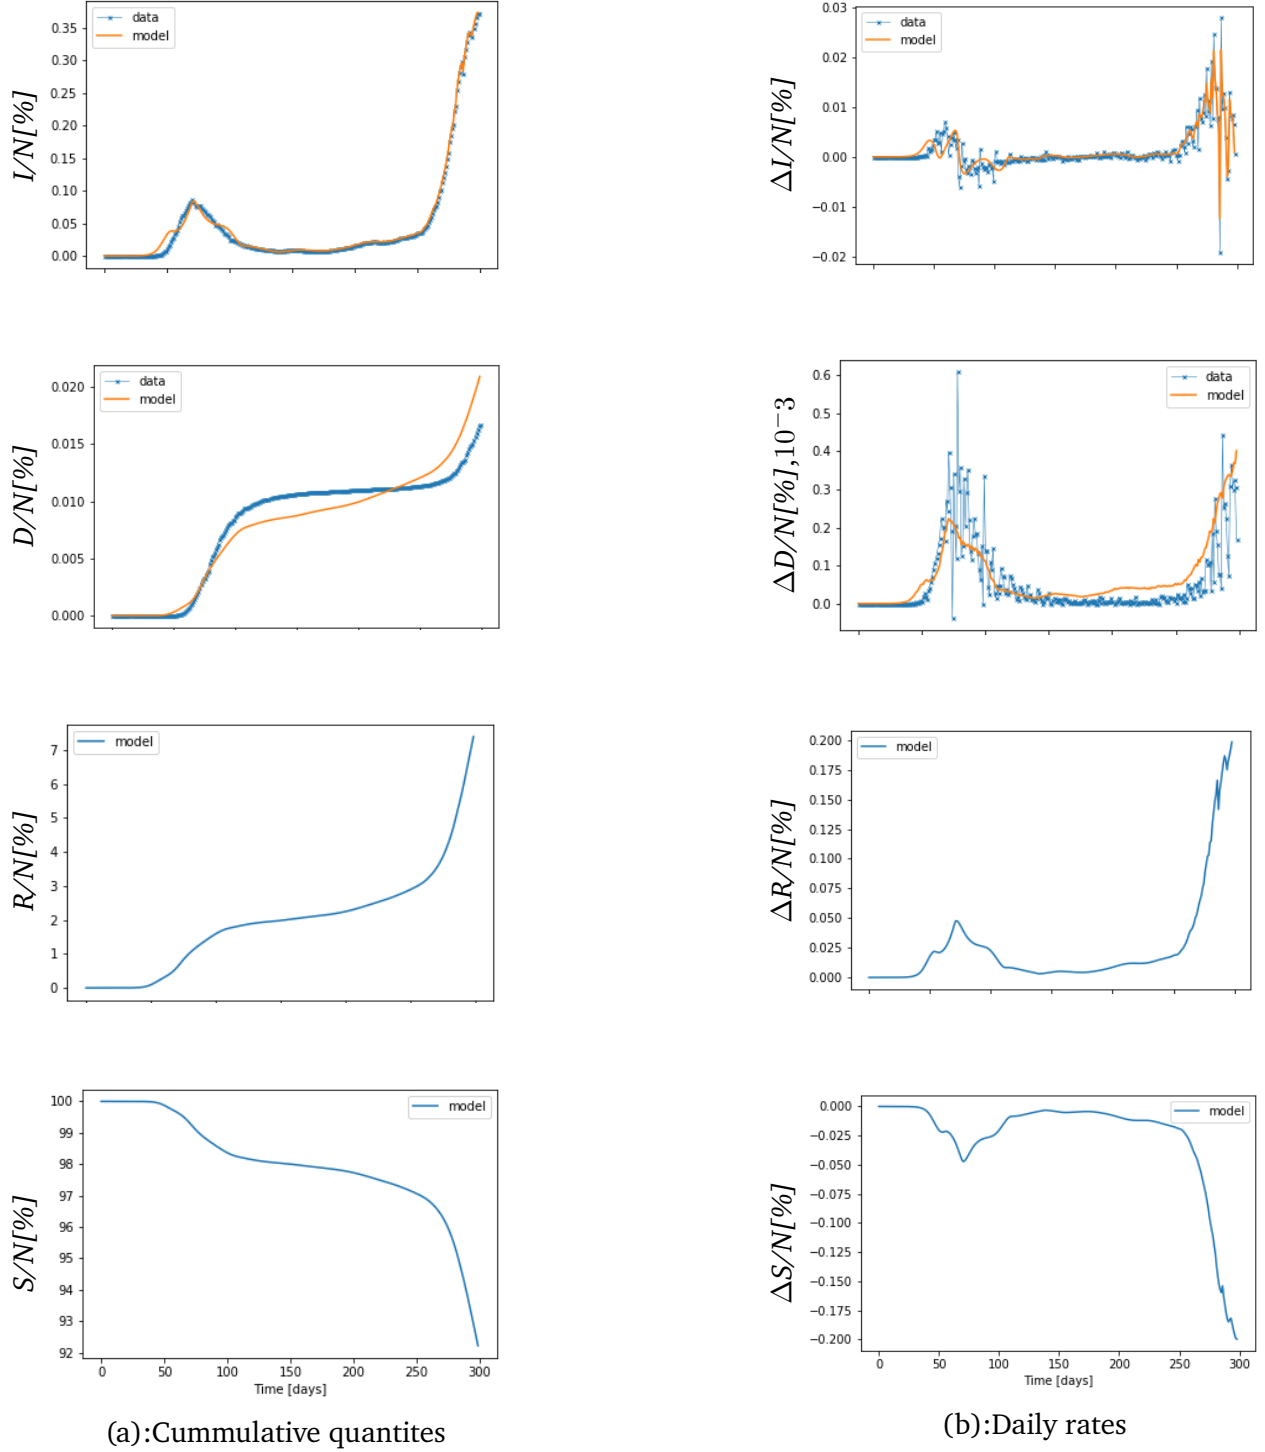 data
model
I/N[%]
0.35
0.30
0.25
0.20
0.15
0.10
0.05
0.00
data
model
ΔI/N[%]
0.03
0.02
0.01
0.00
−0.01
−0.02
data
model
D/N[%]
0.020
0.015
0.010
0.005
0.000
data
model
ΔD/N[%],10⁻3
0.6
0.5
0.4
0.3
0.2
0.1
0.0
model
R/N[%]
7
6
5
4
3
2
1
0
model
ΔR/N[%]
0.200
0.175
0.150
0.125
0.100
0.075
0.050
0.025
0.000
model
S/N[%]
100
99
98
97
96
95
94
93
92
0 50 100 150 200 250 300
Time [days]
model
ΔS/N[%]
0.000
−0.025
−0.050
−0.075
−0.100
−0.125
−0.150
−0.175
−0.200
0 50 100 150 200 250 300
Time [days]
(a):Cummulative quantites
(b):Daily rates